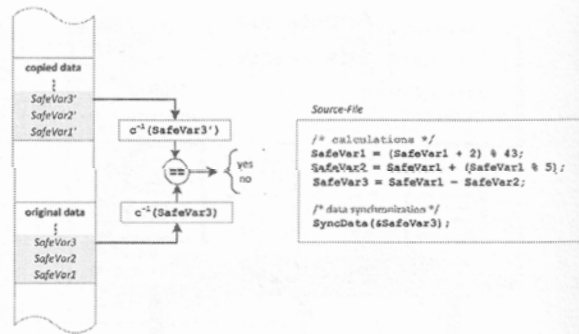 copied data
SafeVar3'
SafeVar2'
SafeVar1'
c⁻¹(SafeVar3')
==
yes
no
c⁻¹(SafeVar3)
original data
SafeVar3
SafeVar2
SafeVar1
Source-File
/* calculations */
SafeVar1 = (SafeVar1 + 2) % 43;
SafeVar2 = SafeVar1 + (SafeVar1 % 5);
SafeVar3 = SafeVar1 - SafeVar2;
/* data synchronization */
SyncData(&SafeVar3);